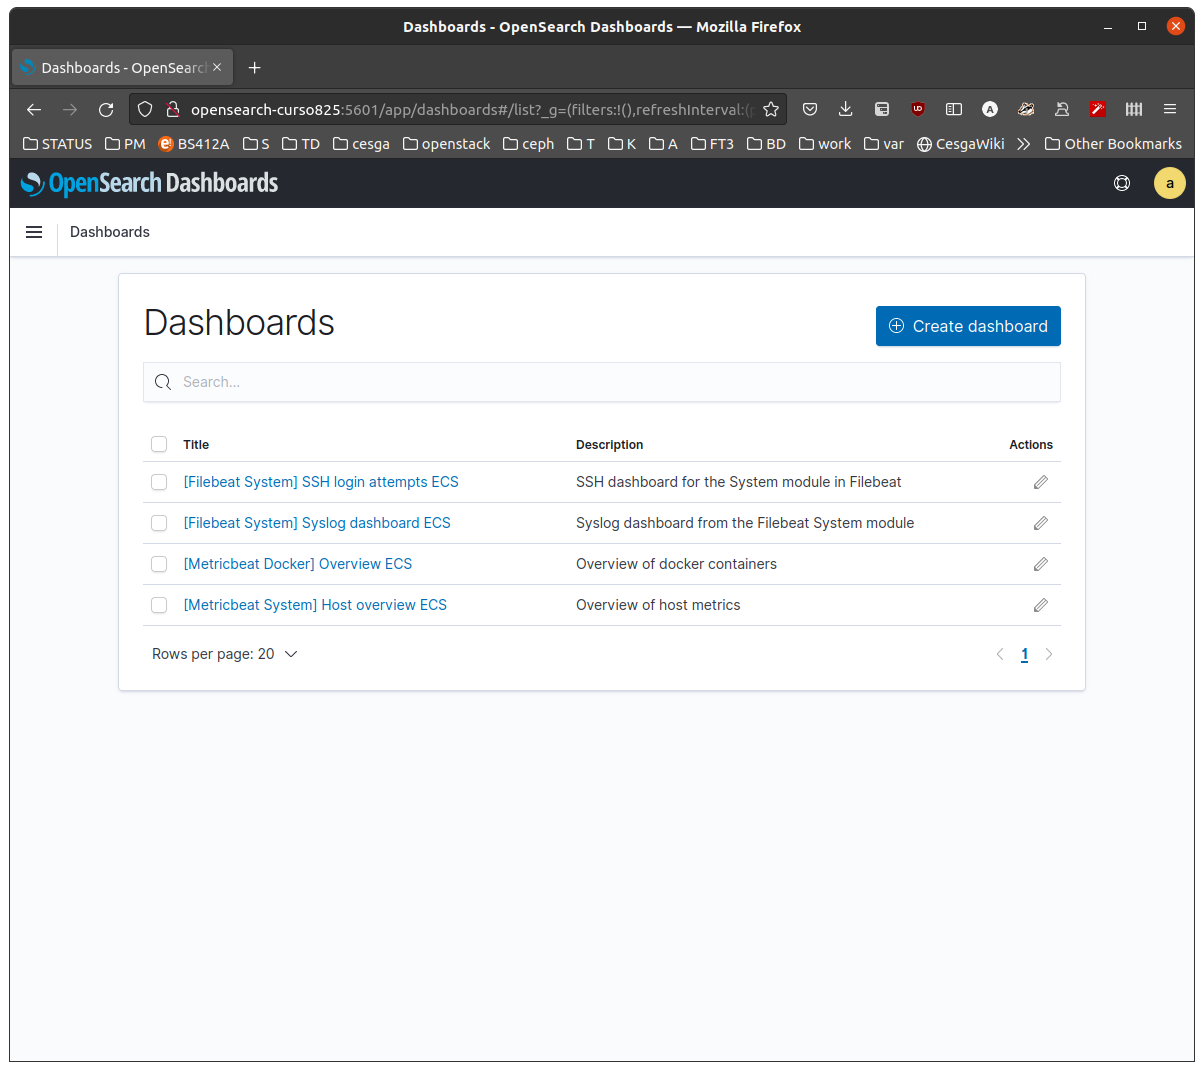 Dashboards - OpenSearch Dashboards — Mozilla Firefox
Dashboards - OpenSearch
opensearch-curso825:5601/app/dashboards#/list?_g=(filters:!(),refreshInterval:(
STATUS PM BS412A S TD cesga openstack ceph T K A FT3 BD work var CesgaWiki Other Bookmarks
OpenSearch Dashboards
a
Dashboards
Dashboards
Create dashboard
Search...
Title Description Actions
[Filebeat System] SSH login attempts ECS SSH dashboard for the System module in Filebeat
[Filebeat System] Syslog dashboard ECS Syslog dashboard from the Filebeat System module
[Metricbeat Docker] Overview ECS Overview of docker containers
[Metricbeat System] Host overview ECS Overview of host metrics
Rows per page: 20 1